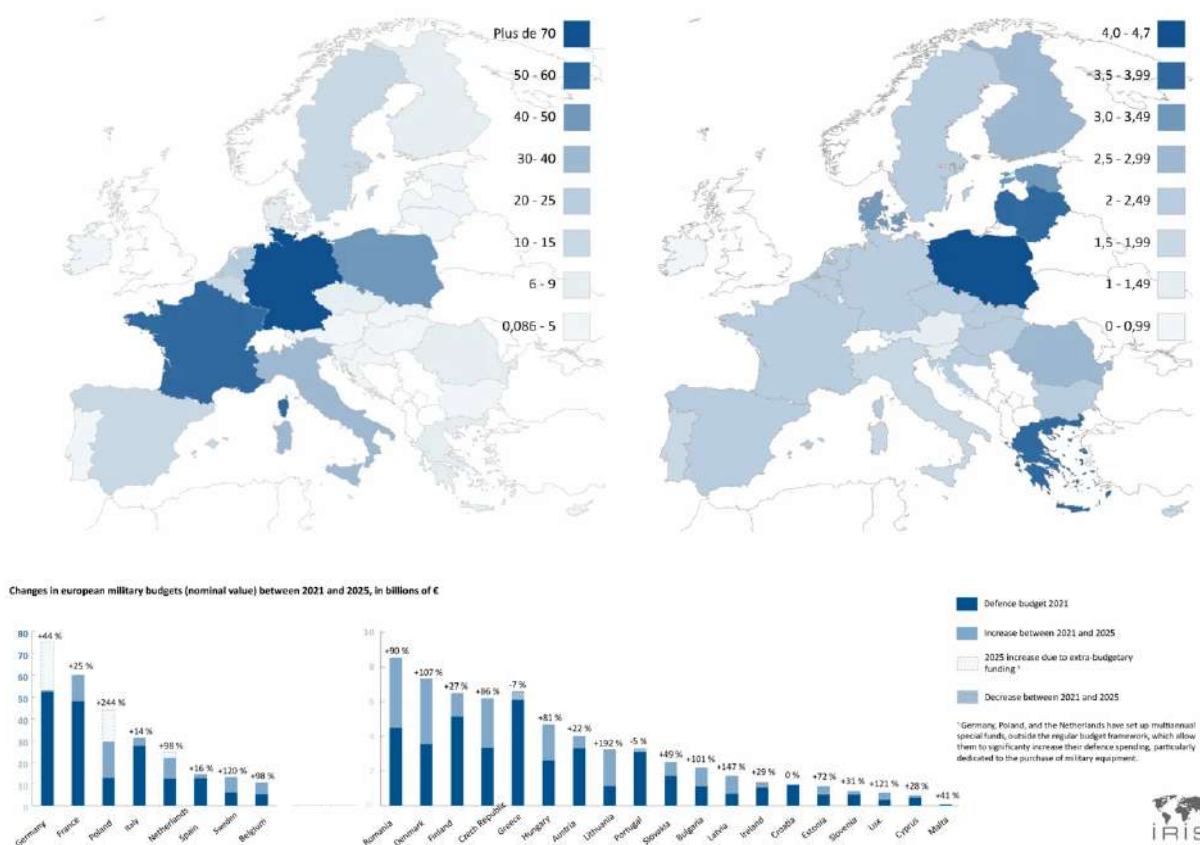 Plus de 70
50 - 60
40 - 50
30 - 40
20 - 25
10 - 15
6 - 9
0,086 - 5
4,0 - 4,7
3,5 - 3,99
3,0 - 3,49
2,5 - 2,99
2 - 2,49
1,5 - 1,99
1 - 1,49
0 - 0,99
Changes in european military budgets (nominal value) between 2021 and 2025, in billions of €
80
70
60
50
40
30
20
10
0
+44 %
+25 %
+244 %
+14 %
+98 %
+16 %
+120 %
+98 %
Germany
France
Poland
Italy
Netherlands
Spain
Sweden
Belgium
10
8
6
4
2
0
+90 %
+107 %
+27 %
+86 %
-7 %
+81 %
+22 %
+192 %
-5 %
+49 %
+101 %
+147 %
+29 %
0 %
+72 %
+31 %
+121 %
+28 %
+41 %
Romania
Denmark
Finland
Czech Republic
Greece
Hungary
Austria
Lithuania
Portugal
Slovakia
Bulgaria
Latvia
Ireland
Croatia
Estonia
Slovenia
Lux.
Cyprus
Malta
Defence budget 2021
Increase between 2021 and 2025
2025 increase due to extra-budgetary
funding ¹
Decrease between 2021 and 2025
¹ Germany, Poland, and the Netherlands have set up multiannual
special funds, outside the regular budget framework, which allow
them to significantly increase their defence spending, particularly
dedicated to the purchase of military equipment.
IRIS